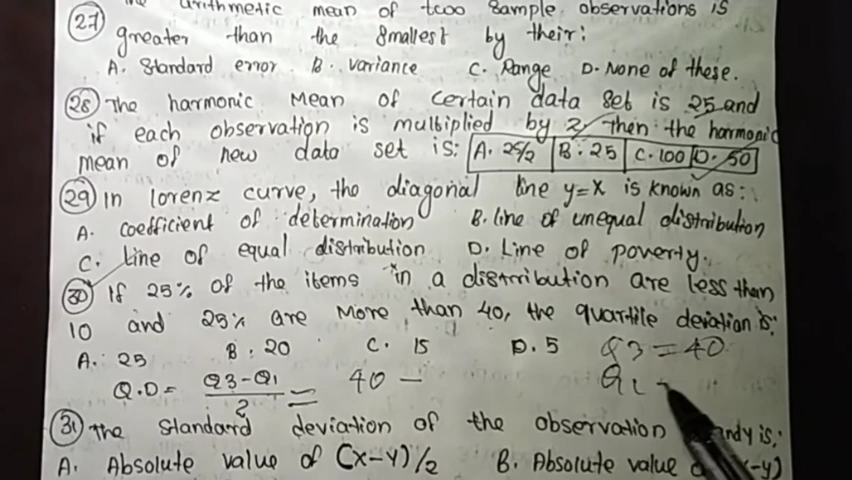 arithmetic mean of two sample observations is
27 greater than the smallest by their:
A. Standard error B. variance C. Range D. None of these.
28 The harmonic Mean of certain data set is 25 and
if each observation is multiplied by 2, then the harmonic
mean of new data set is: A. 25/2 B. 25 C. 100 D. 50
29 In lorenz curve, the diagonal line y=x is known as:
A. coefficient of determination B. line of unequal distribution
C. Line of equal distribution D. Line of poverty.
30 If 25% of the items in a distribution are less than
10 and 25% are more than 40, the quartile deviation is:
A. 25 B. 20 C. 15 D. 5 Q3 = 40
Q.D = Q3-Q1/2 = 40 - Q1 =
31 The standard deviation of the observation is:
A. Absolute value of (x-y)/2 B. Absolute value -y)